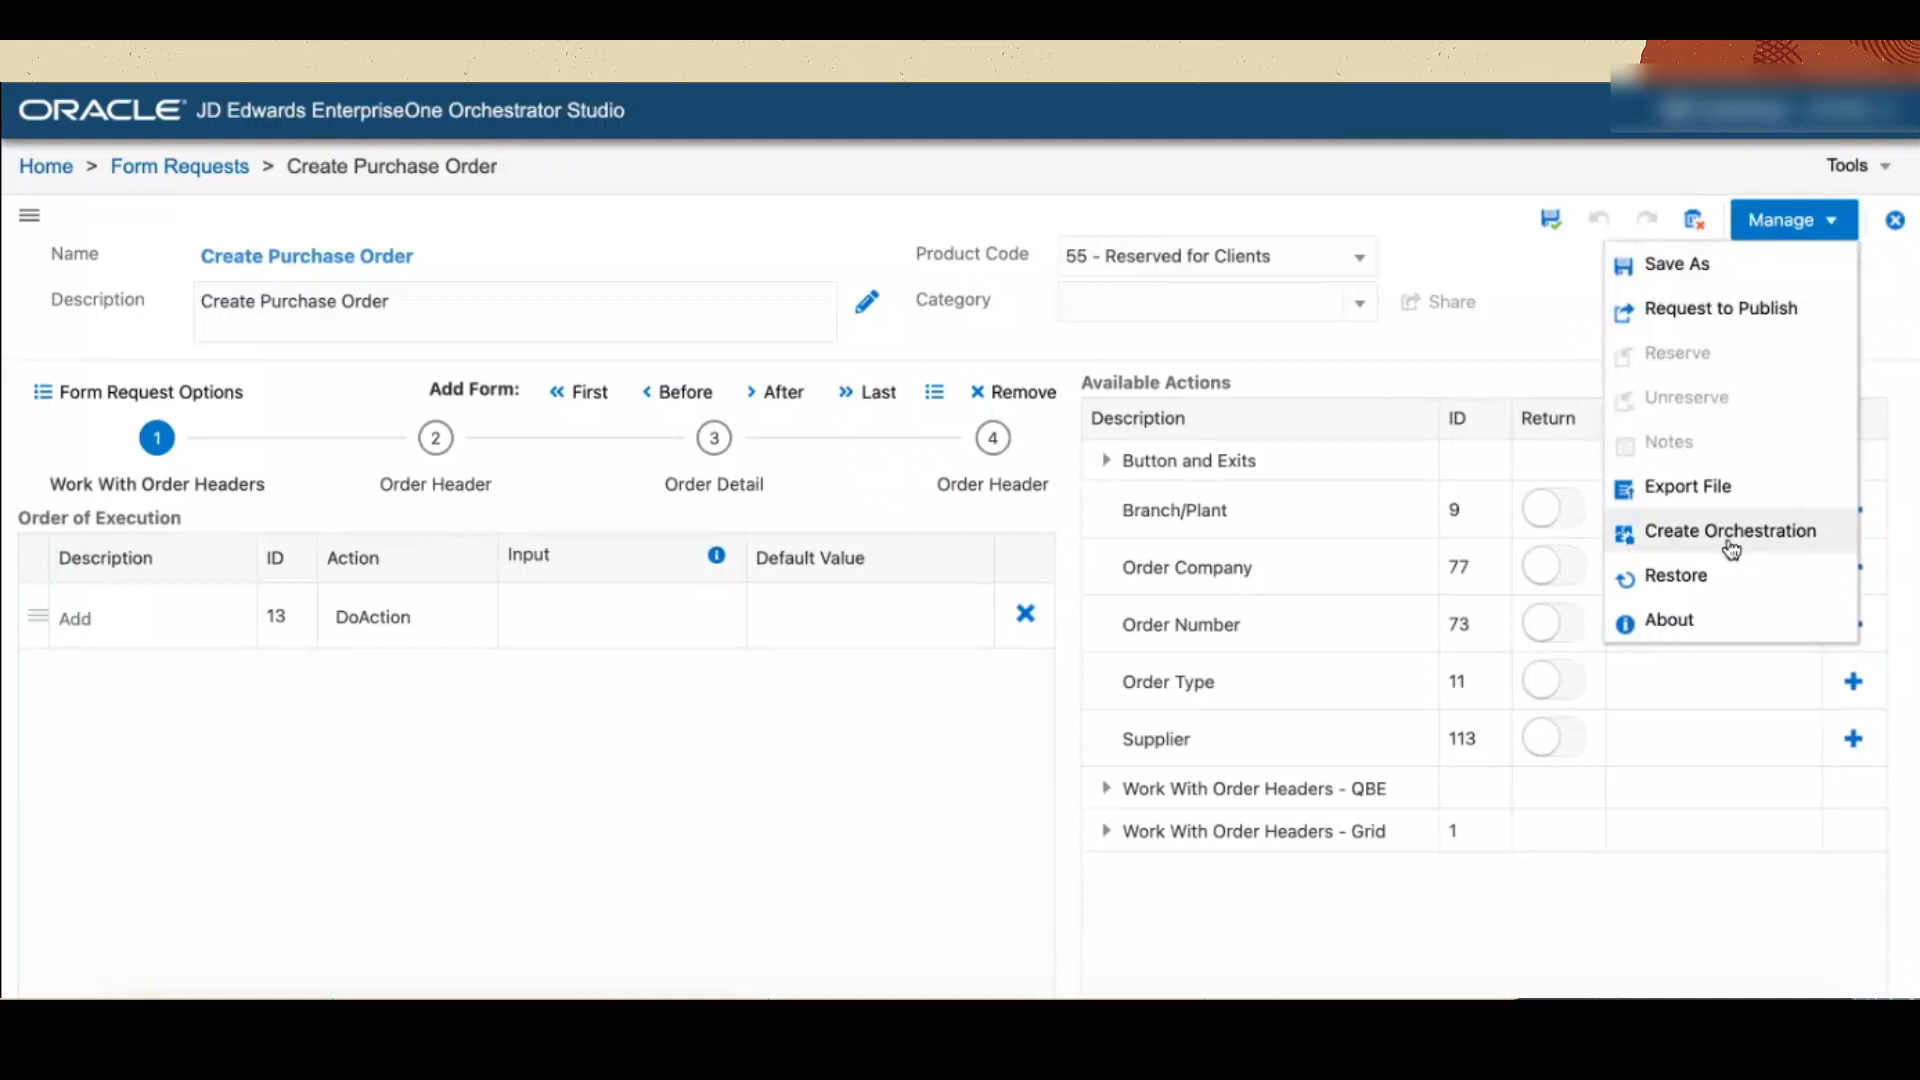 ORACLE JD Edwards EnterpriseOne Orchestrator Studio
Home > Form Requests > Create Purchase Order
Tools
Manage
Name
Create Purchase Order
Product Code
55 - Reserved for Clients
Description
Create Purchase Order
Category
Share
Save As
Request to Publish
Reserve
Unreserve
Notes
Export File
Create Orchestration
Restore
About
Form Request Options
Add Form:
First
Before
After
Last
Remove
1
2
3
4
Work With Order Headers
Order Header
Order Detail
Order Header
Order of Execution
Description ID Action Input Default Value
Add 13 DoAction
Available Actions
Description ID Return
Button and Exits
Branch/Plant 9
Order Company 77
Order Number 73
Order Type 11
Supplier 113
Work With Order Headers - QBE
Work With Order Headers - Grid 1